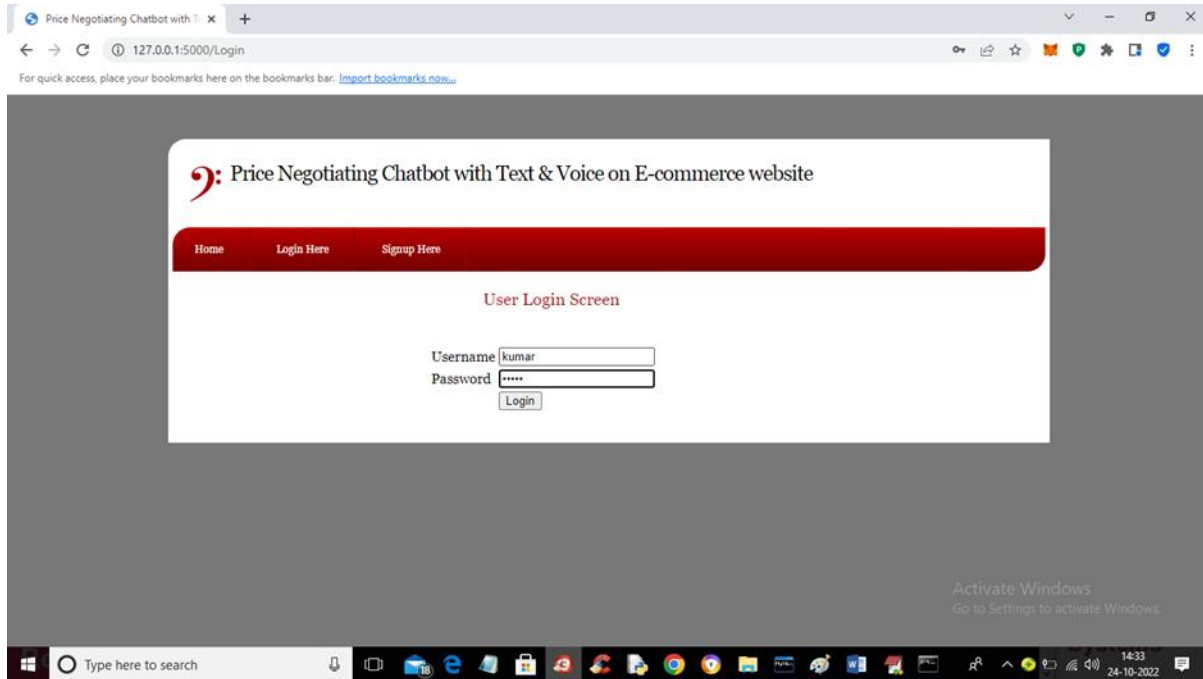 Price Negotiating Chatbot with T
127.0.0.1:5000/Login
For quick access, place your bookmarks here on the bookmarks bar. Import bookmarks now...
Price Negotiating Chatbot with Text & Voice on E-commerce website
Home Login Here Signup Here
User Login Screen
Username kumar
Password •••••
Login
Activate Windows
Go to Settings to activate Windows.
Type here to search
18
14:33
24-10-2022